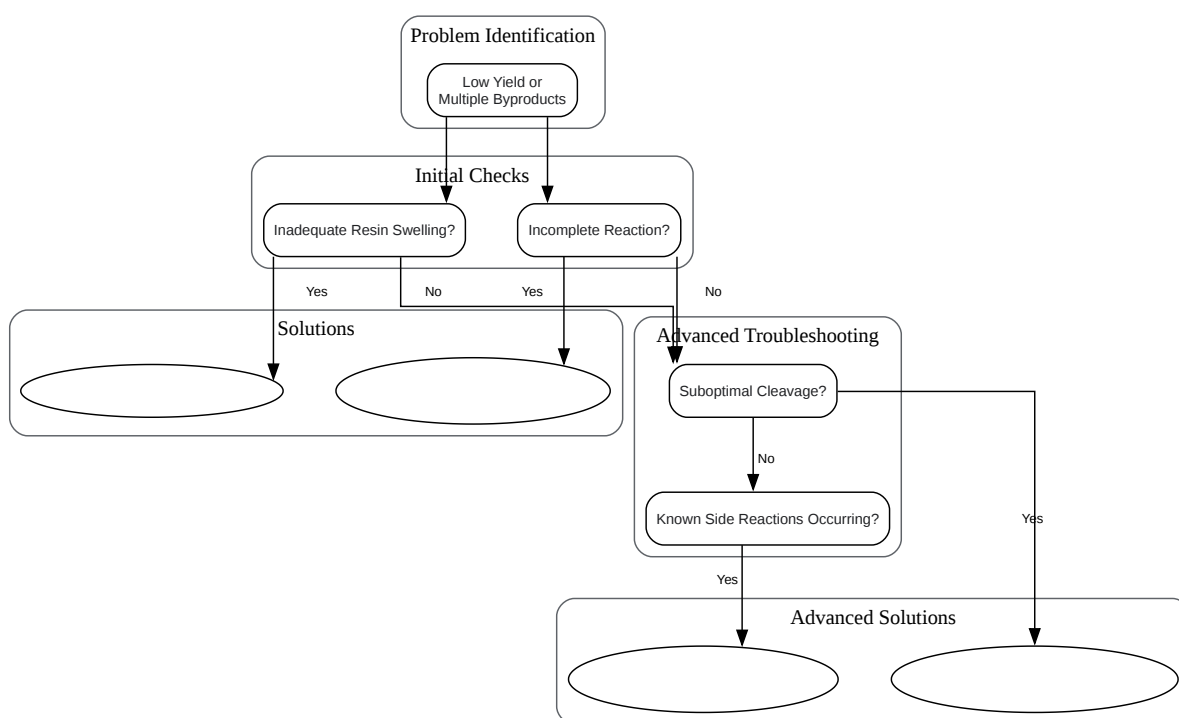 Problem Identification
Low Yield or
Multiple Byproducts
Initial Checks
Inadequate Resin Swelling?
Incomplete Reaction?
Yes
No
Yes
No
Solutions
Advanced Troubleshooting
Suboptimal Cleavage?
No
Known Side Reactions Occurring?
Yes
Yes
Advanced Solutions